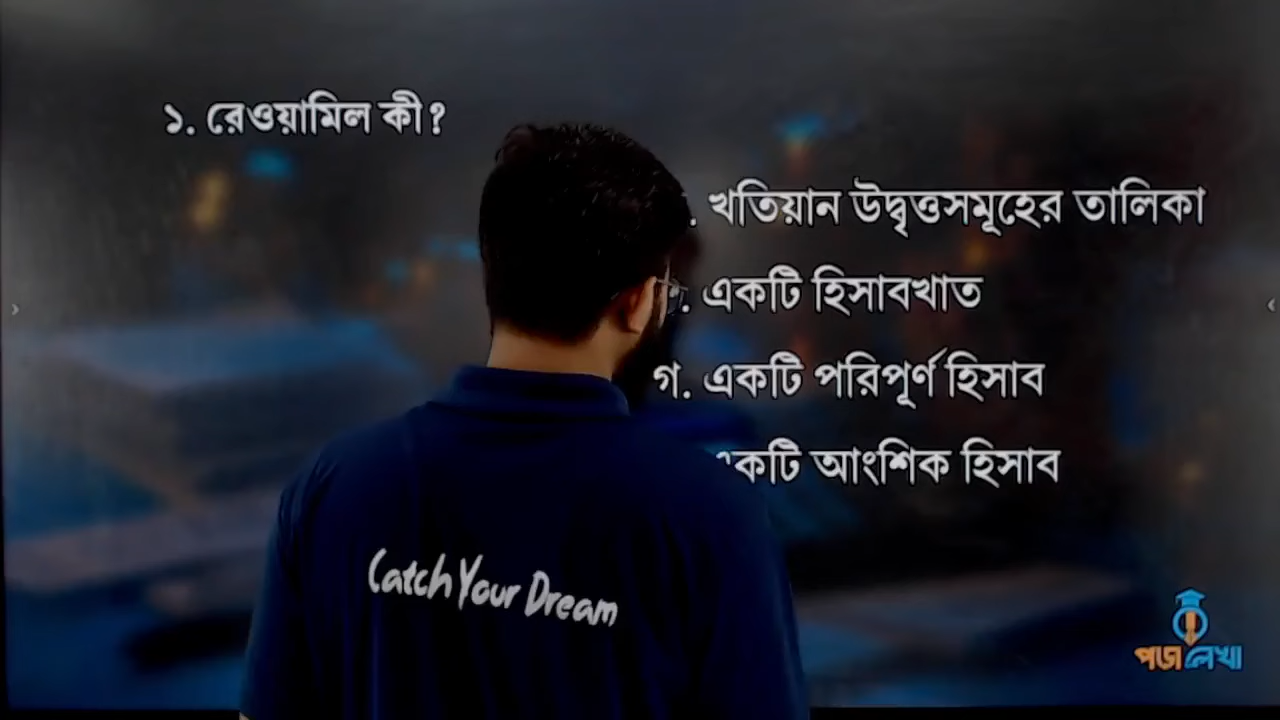 ১. রেওয়ামিল কী?
. খতিয়ান উদ্বৃত্তসমূহের তালিকা
. একটি হিসাবখাত
গ. একটি পরিপূর্ণ হিসাব
আংশিক হিসাব
Catch Your Dream
পড়ালেখা